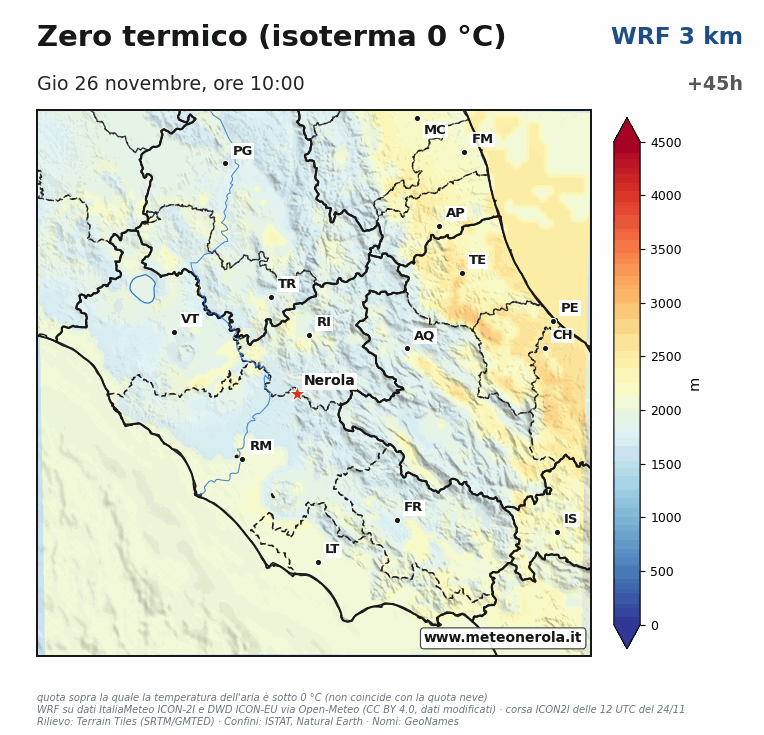 Zero termico (isoterma 0 °C)
WRF 3 km
Gio 26 novembre, ore 10:00
+45h
MC
FM
PG
AP
TE
TR
PE
VT
RI
AQ
CH
Nerola
RM
FR
IS
LT
www.meteonerola.it
4500
4000
3500
3000
2500
2000
1500
1000
500
0
m
quota sopra la quale la temperatura dell'aria è sotto 0 °C (non coincide con la quota neve)
WRF su dati ItaliaMeteo ICON-2I e DWD ICON-EU via Open-Meteo (CC BY 4.0, dati modificati) · corsa ICON2I delle 12 UTC del 24/11
Rilievo: Terrain Tiles (SRTM/GMTED) · Confini: ISTAT, Natural Earth · Nomi: GeoNames